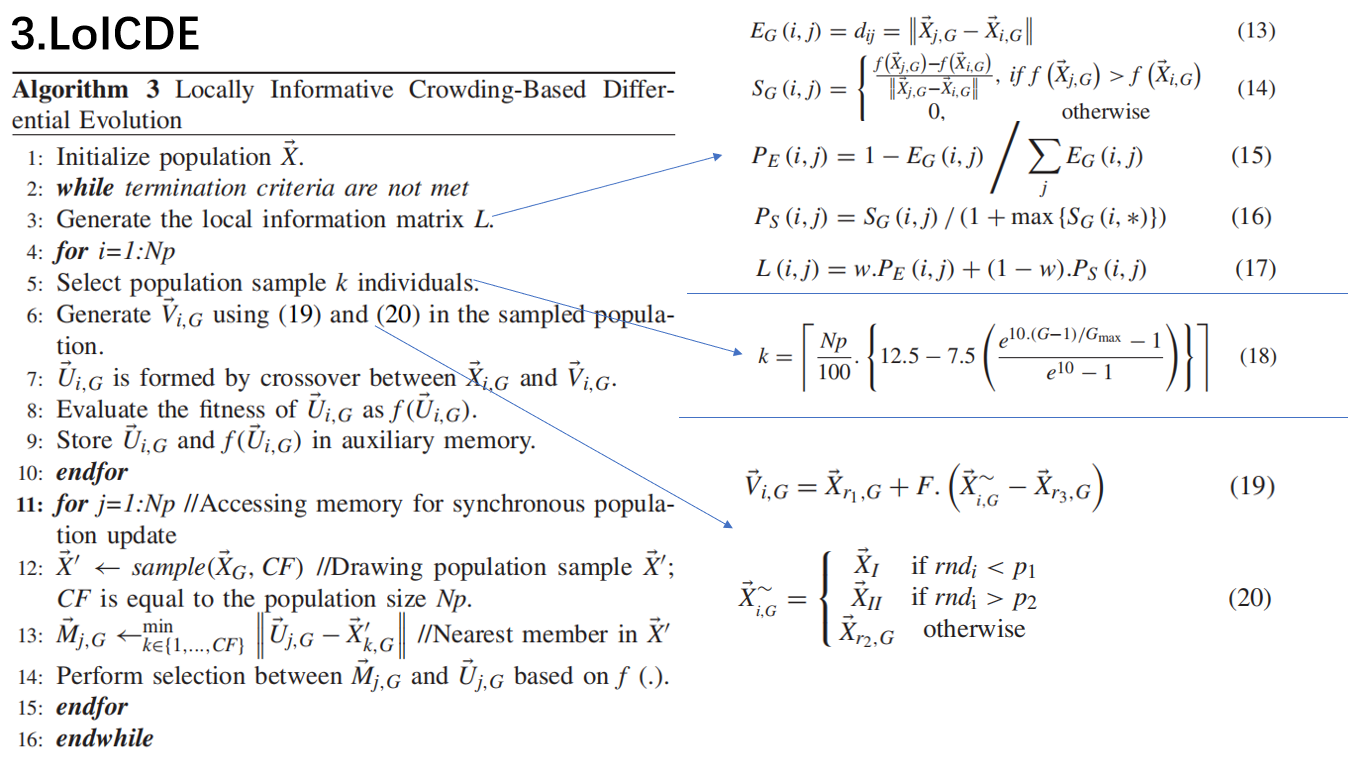 3.LoICDE
Algorithm 3 Locally Informative Crowding-Based Differ-
ential Evolution
1: Initialize population $\vec{X}$.
2: while termination criteria are not met
3: Generate the local information matrix L.
4: for i=1:Np
5: Select population sample k individuals.
6: Generate $\vec{V}_{i,G}$ using (19) and (20) in the sampled popula-
tion.
7: $\vec{U}_{i,G}$ is formed by crossover between $\vec{X}_{i,G}$ and $\vec{V}_{i,G}$.
8: Evaluate the fitness of $\vec{U}_{i,G}$ as $f(\vec{U}_{i,G})$.
9: Store $\vec{U}_{i,G}$ and $f(\vec{U}_{i,G})$ in auxiliary memory.
10: endfor
11: for j=1:Np //Accessing memory for synchronous popula-
tion update
12: $\vec{X}' \leftarrow sample(\vec{X}_G, CF)$ //Drawing population sample $\vec{X}'$;
CF is equal to the population size Np.
13: $\vec{M}_{j,G} \leftarrow^{\min}_{k \in \{1,...,CF\}} \left\| \vec{U}_{j,G} - \vec{X}'_{k,G} \right\|$ //Nearest member in $\vec{X}'$
14: Perform selection between $\vec{M}_{j,G}$ and $\vec{U}_{j,G}$ based on f (.).
15: endfor
16: endwhile
$E_G(i,j) = d_{ij} = \left\| \vec{X}_{j,G} - \vec{X}_{i,G} \right\|$ (13)
$S_G(i,j) = \begin{cases} \frac{f(\vec{X}_{j,G}) - f(\vec{X}_{i,G})}{\left\| \vec{X}_{j,G} - \vec{X}_{i,G} \right\|}, & if\ f(\vec{X}_{j,G}) > f(\vec{X}_{i,G}) \\ 0, & \text{otherwise} \end{cases}$ (14)
$P_E(i,j) = 1 - E_G(i,j) \Big/ \sum_j E_G(i,j)$ (15)
$P_S(i,j) = S_G(i,j) / (1 + \max\{S_G(i,*)\})$ (16)
$L(i,j) = w.P_E(i,j) + (1-w).P_S(i,j)$ (17)
$k = \left\lceil \frac{Np}{100} . \left\{ 12.5 - 7.5 \left( \frac{e^{10.(G-1)/G_{\max}} - 1}{e^{10} - 1} \right) \right\} \right\rceil$ (18)
$\vec{V}_{i,G} = \vec{X}_{r_1,G} + F. \left( \vec{X}^{\sim}_{i,G} - \vec{X}_{r_3,G} \right)$ (19)
$\vec{X}^{\sim}_{i,G} = \begin{cases} \vec{X}_{I} & \text{if } rnd_i < p_1 \\ \vec{X}_{II} & \text{if } rnd_i > p_2 \\ \vec{X}_{r_2,G} & \text{otherwise} \end{cases}$ (20)